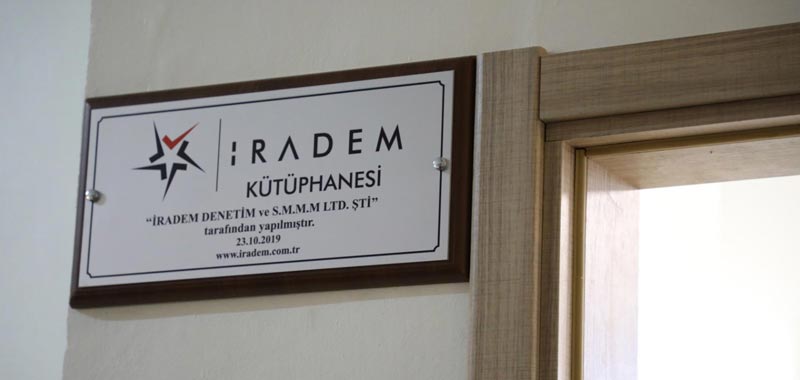 İRADEM
KÜTÜPHANESİ
“İRADEM DENETİM ve S.M.M.M LTD. ŞTİ”
tarafından yapılmıştır.
23.10.2019
www.iradem.com.tr